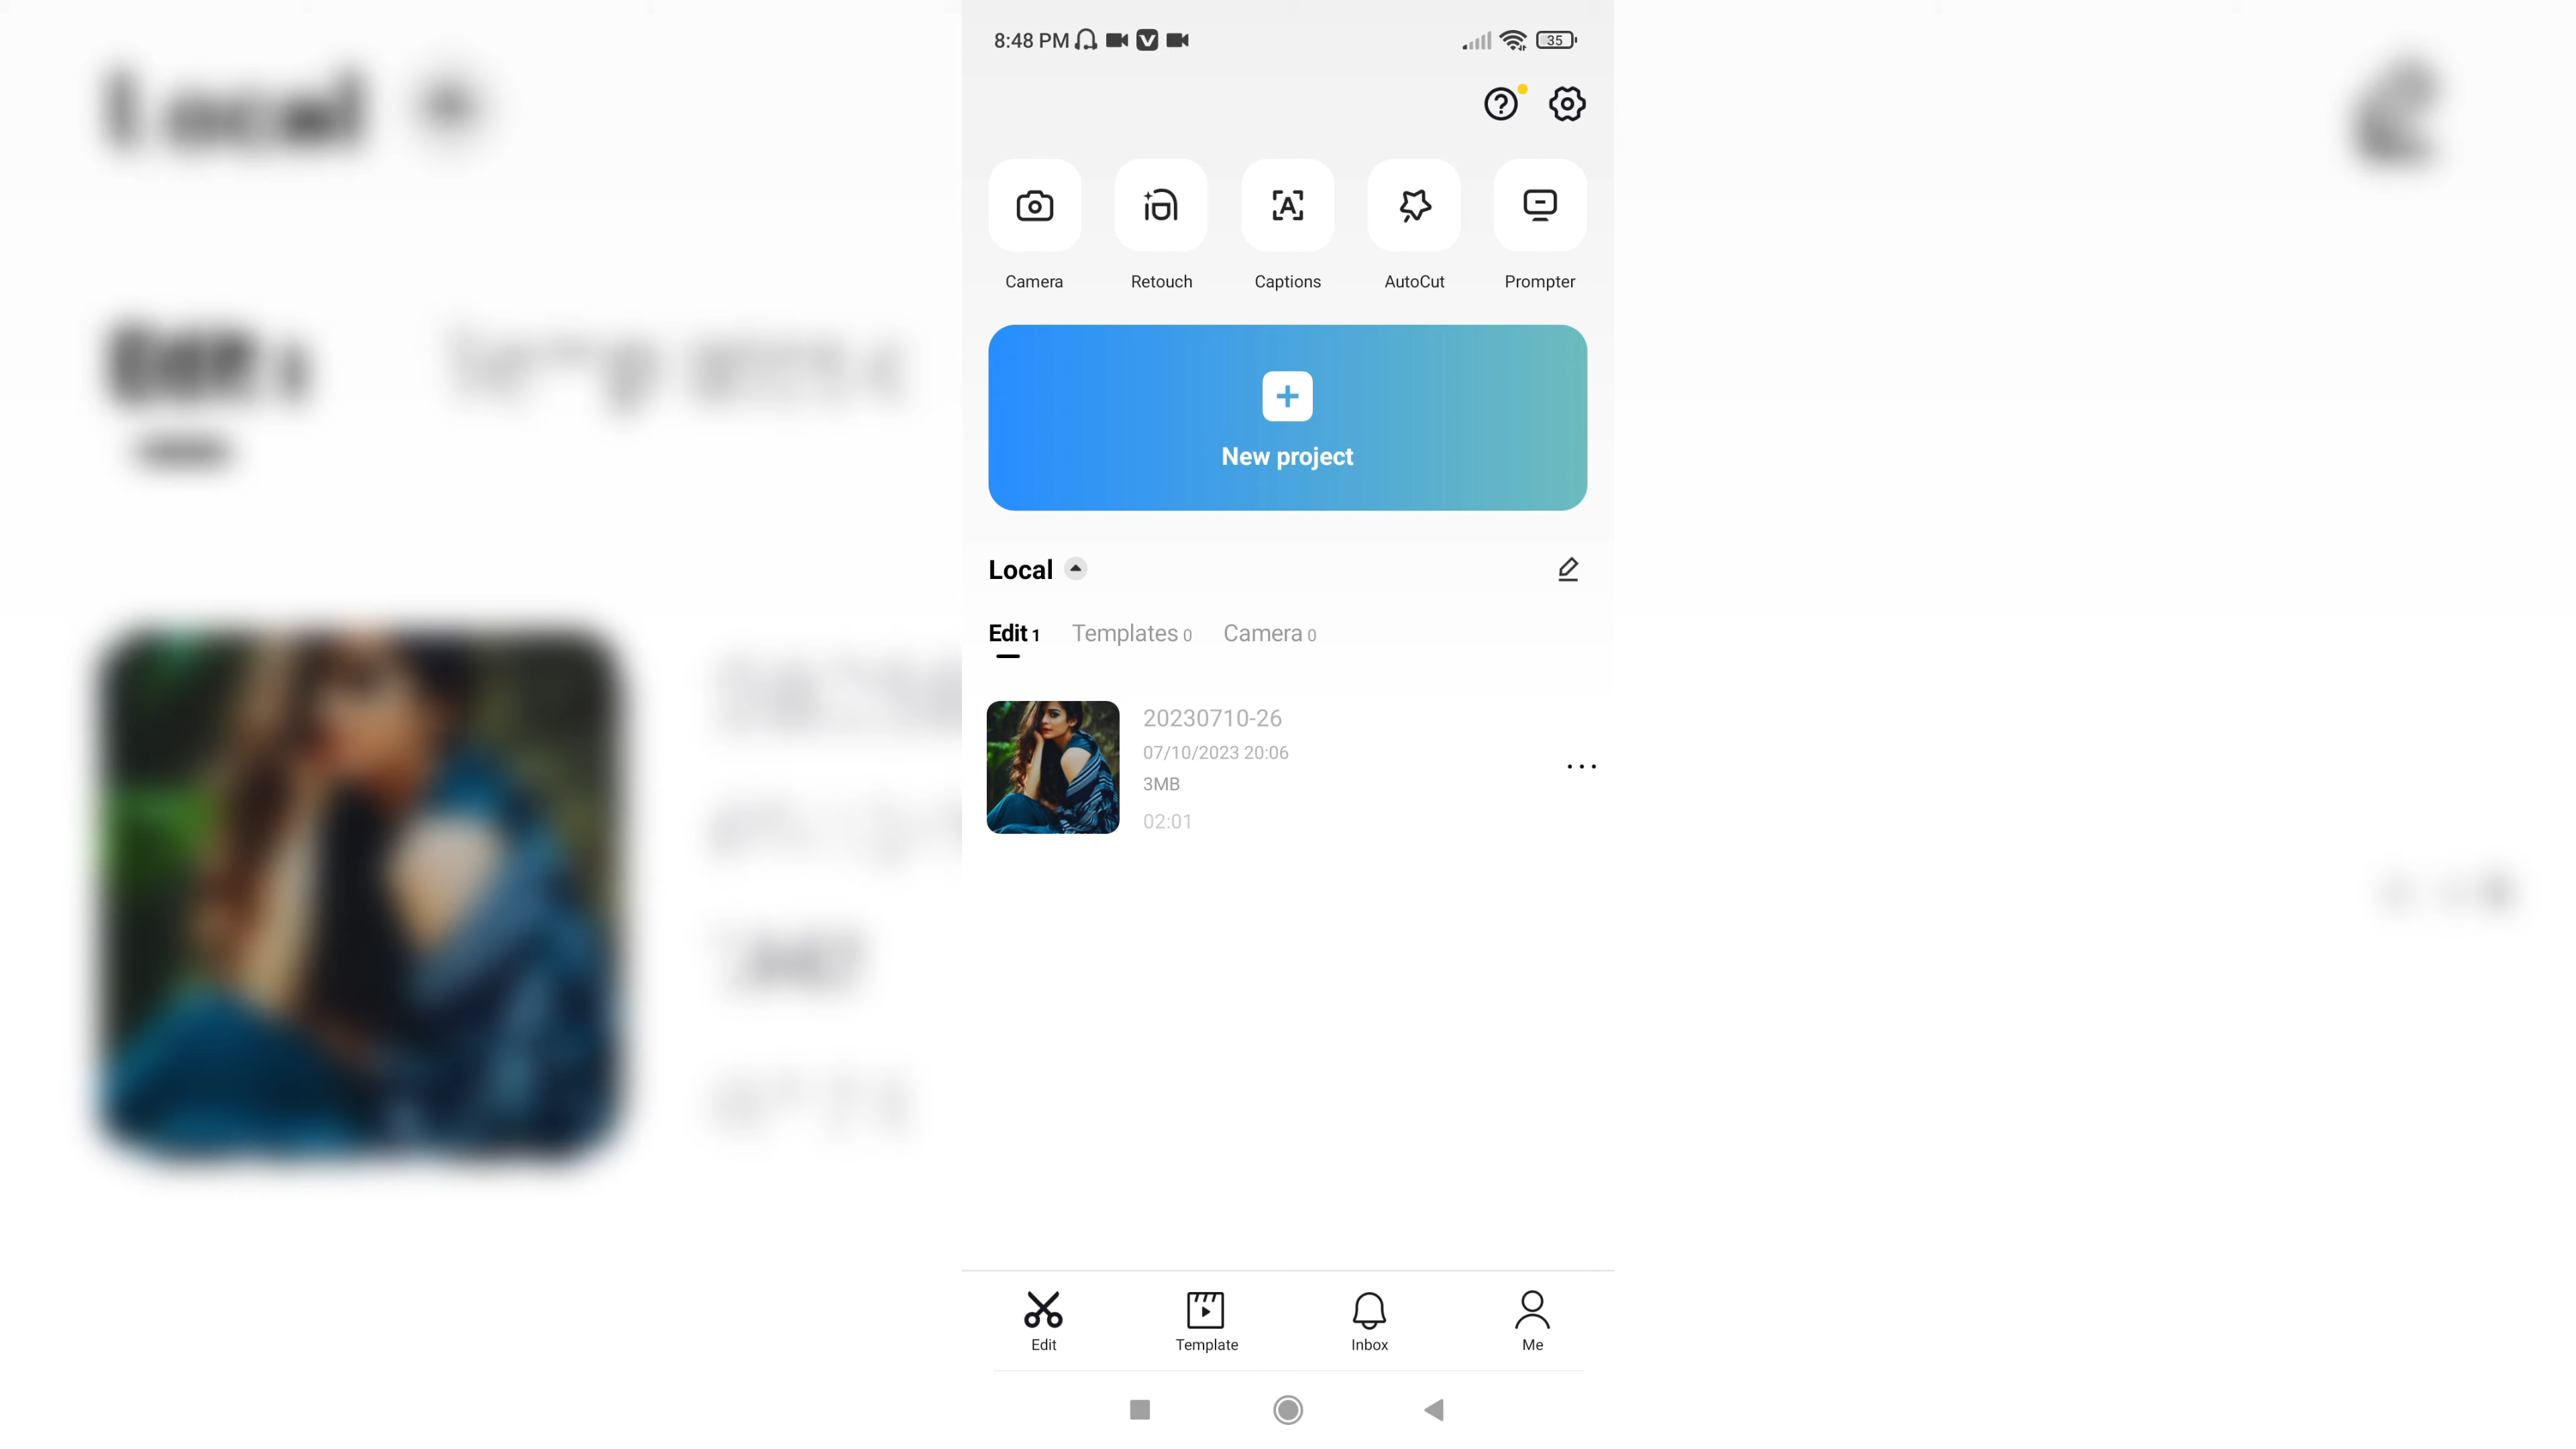 8:48 PM
35
Camera Retouch Captions AutoCut Prompter
New project
Local
Edit 1 Templates 0 Camera 0
20230710-26
07/10/2023 20:06
3MB
02:01
Edit Template Inbox Me